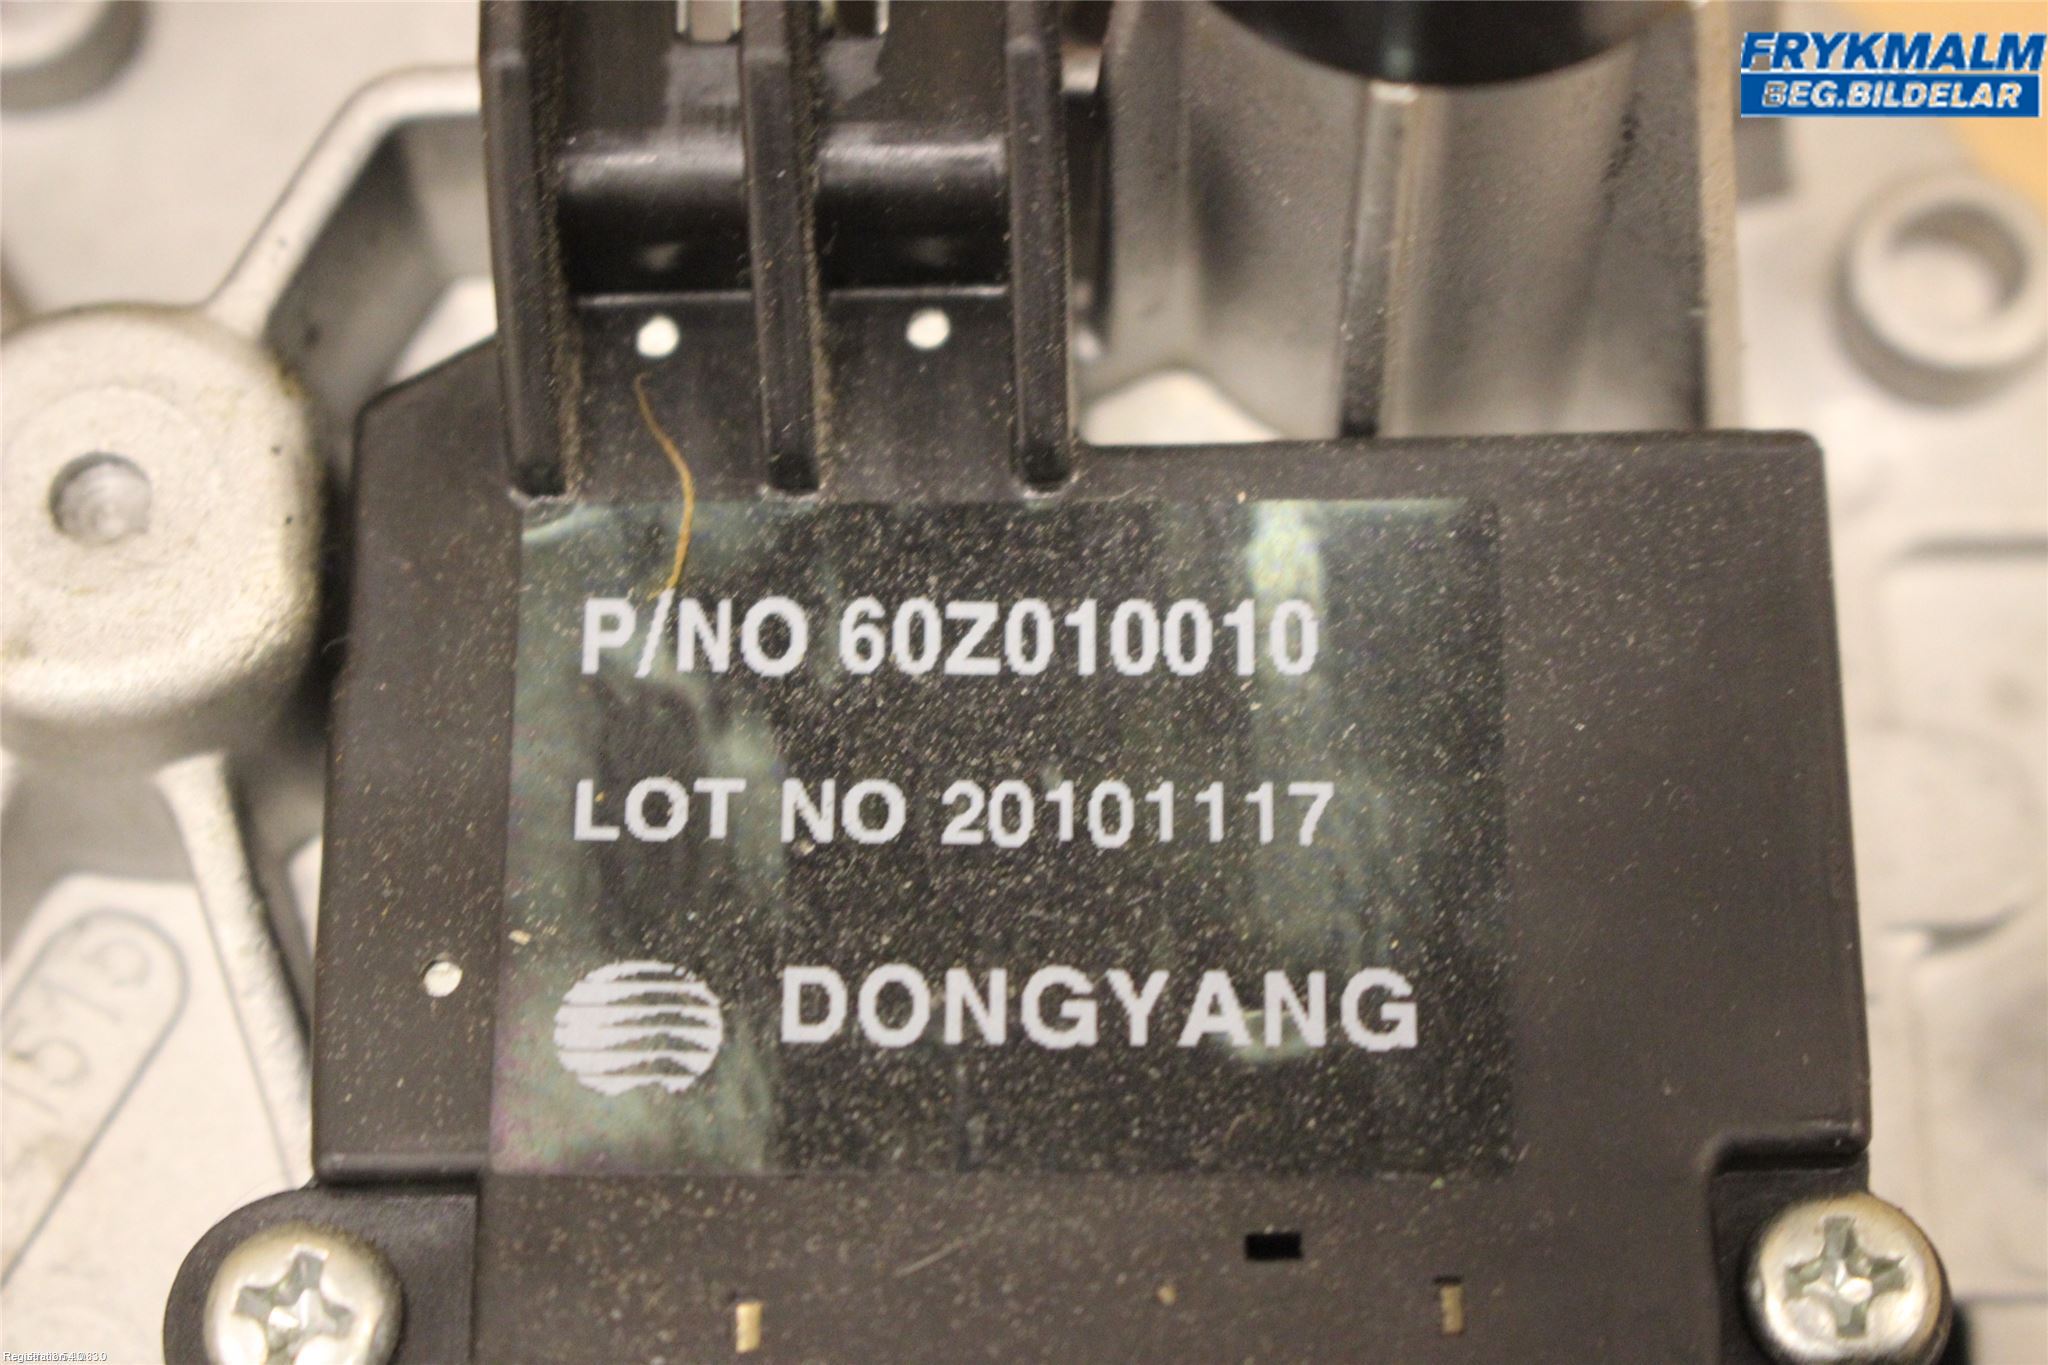 FRYKMALM
BEG.BILDELAR
P/NO 60Z010010
LOT NO 20101117
DONGYANG